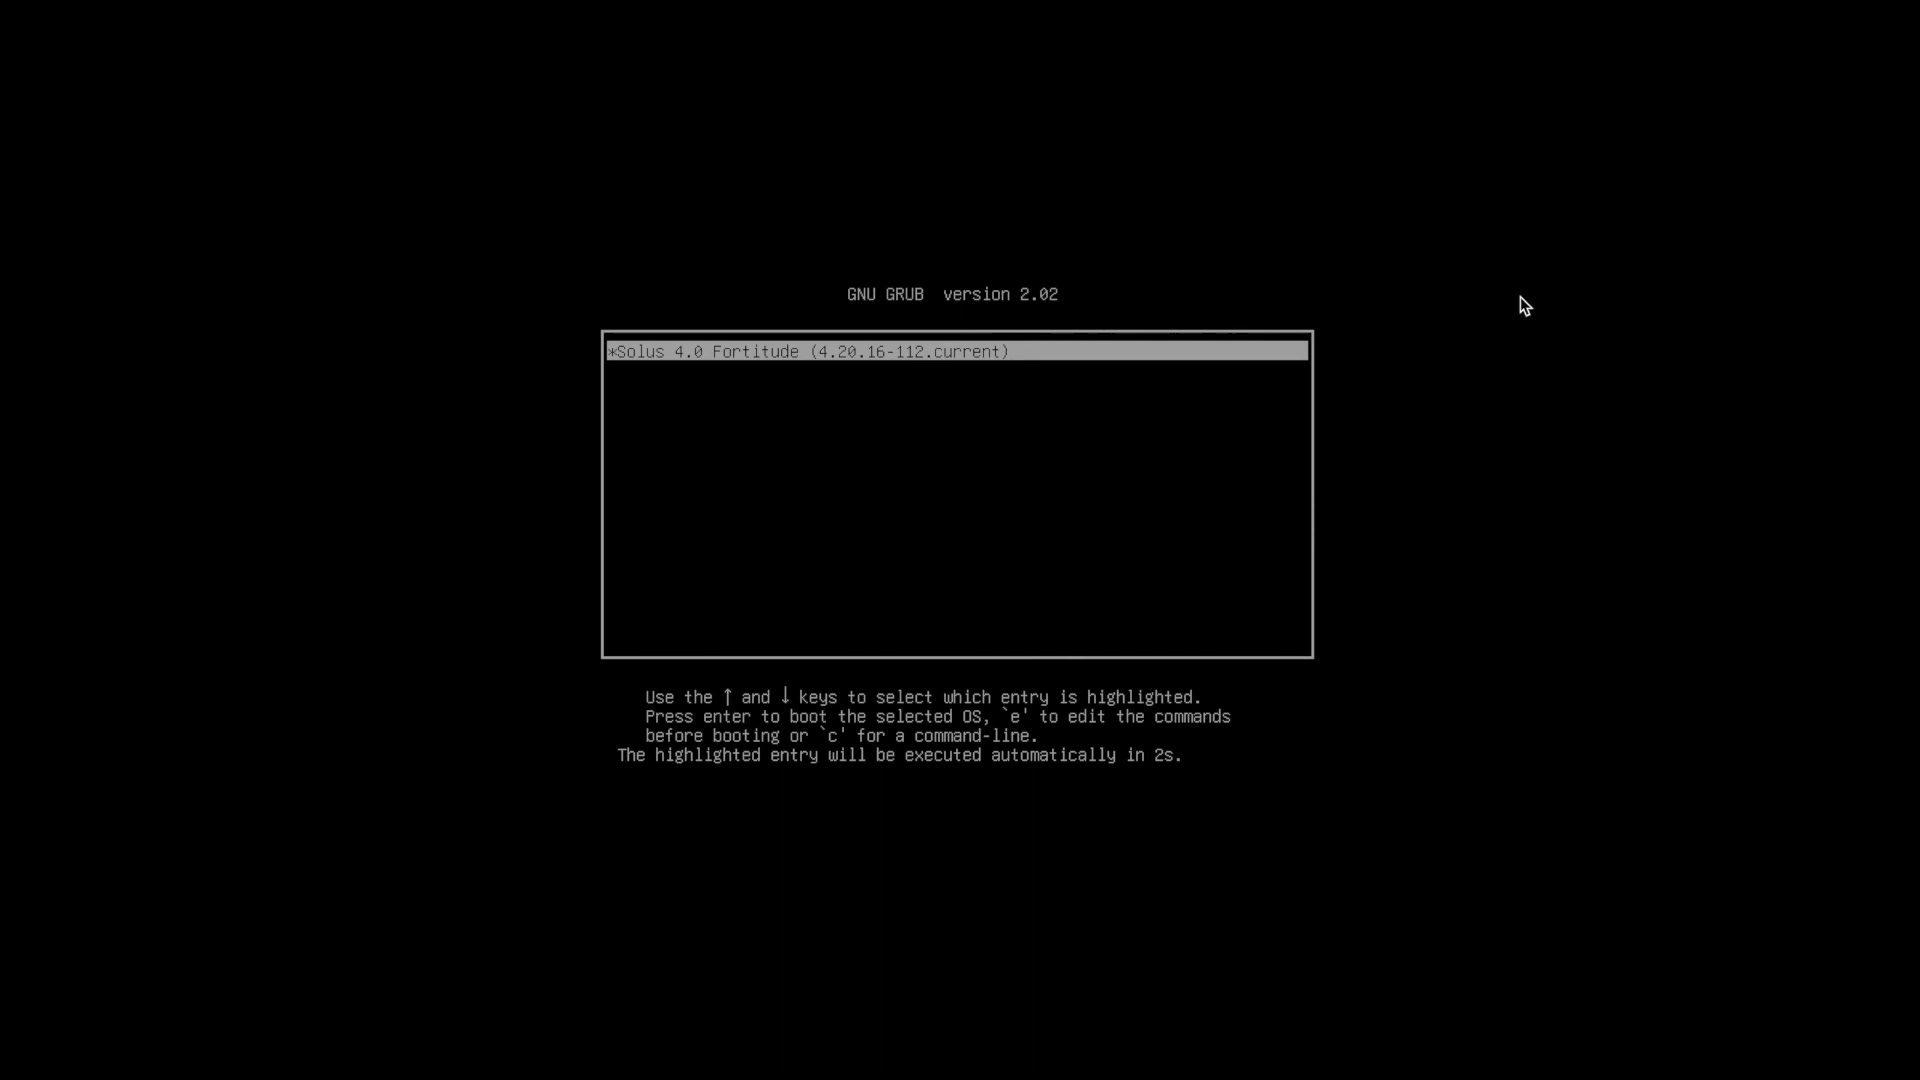 GNU GRUB  version 2.02
*Solus 4.0 Fortitude (4.20.16-112.current)
Use the ↑ and ↓ keys to select which entry is highlighted.
Press enter to boot the selected OS, `e' to edit the commands
before booting or `c' for a command-line.
The highlighted entry will be executed automatically in 2s.